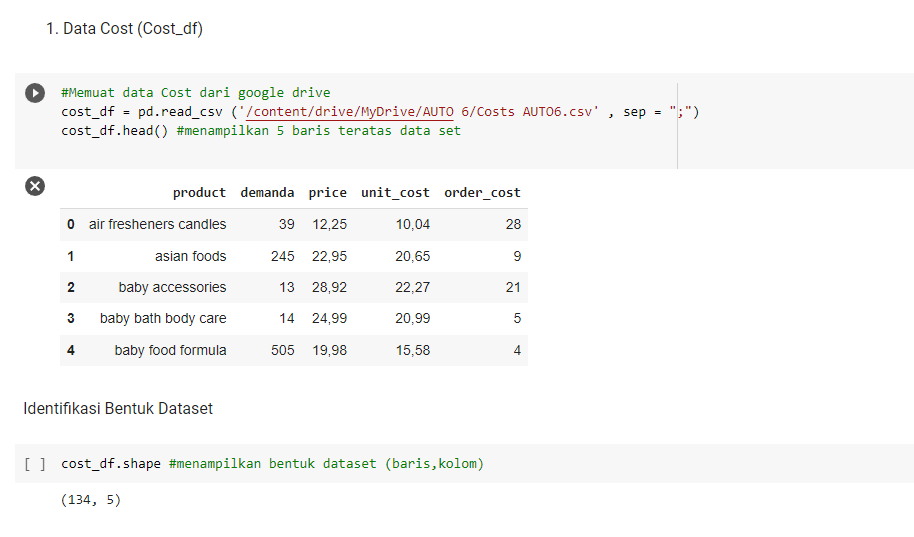 1. Data Cost (Cost_df)
#Memuat data Cost dari google drive
cost_df = pd.read_csv ('/content/drive/MyDrive/AUTO 6/Costs AUTO6.csv' , sep = ";")
cost_df.head() #menampilkan 5 baris teratas data set
product demanda price unit_cost order_cost
0 air fresheners candles 39 12,25 10,04 28
1 asian foods 245 22,95 20,65 9
2 baby accessories 13 28,92 22,27 21
3 baby bath body care 14 24,99 20,99 5
4 baby food formula 505 19,98 15,58 4
Identifikasi Bentuk Dataset
[ ] cost_df.shape #menampilkan bentuk dataset (baris,kolom)
(134, 5)